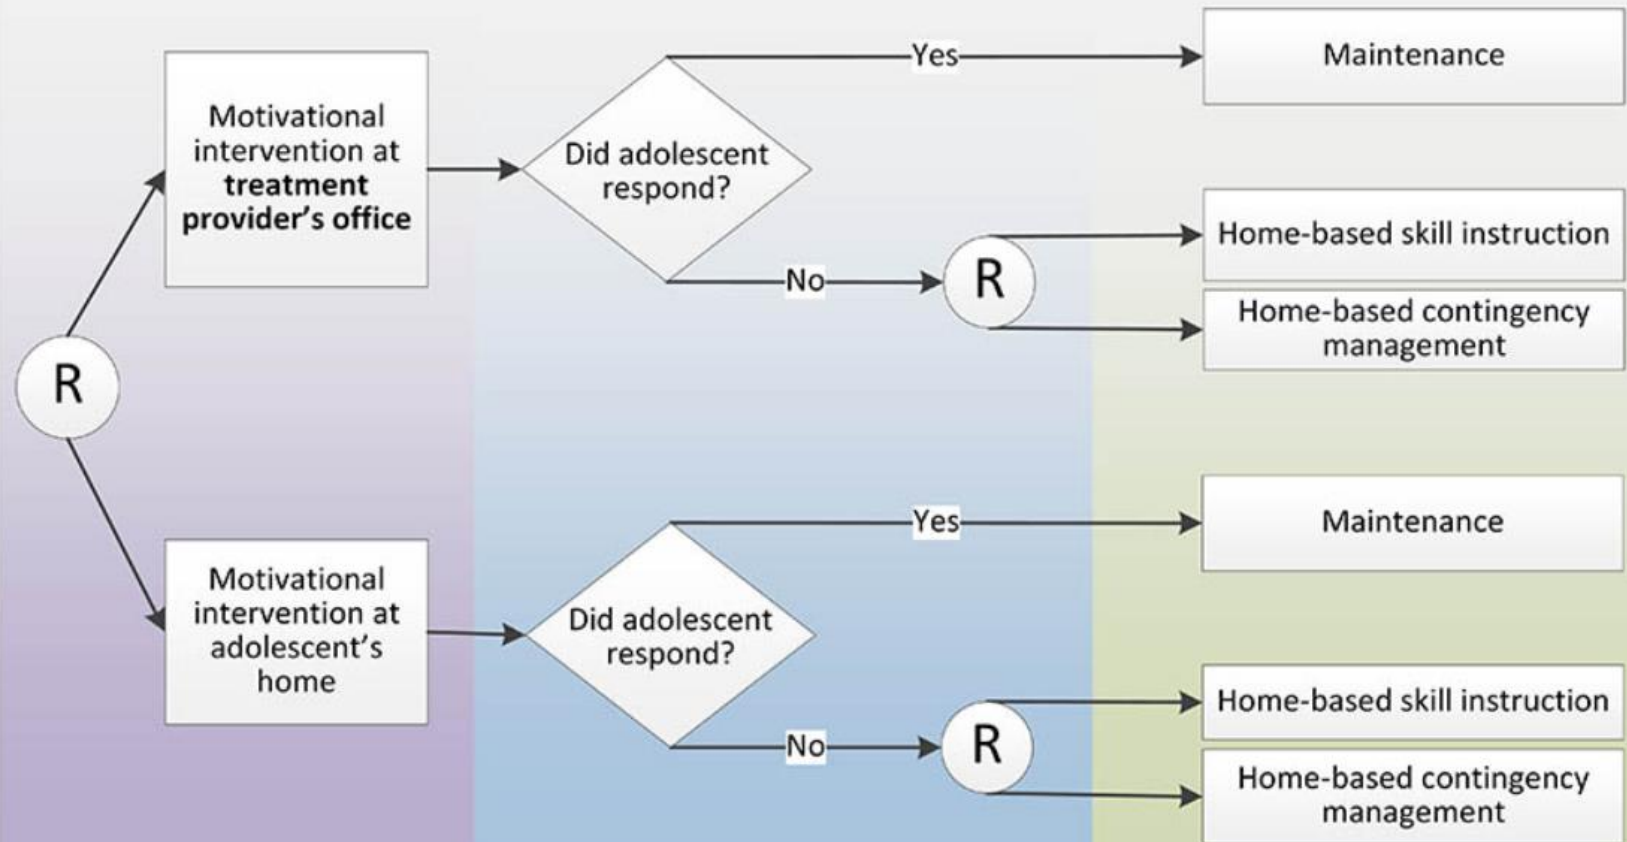 Motivational
intervention at
treatment
provider's office
Did adolescent
respond?
Yes
Maintenance
No
R
Home-based skill instruction
Home-based contingency
management
R
Motivational
intervention at
adolescent's
home
Did adolescent
respond?
Yes
Maintenance
No
R
Home-based skill instruction
Home-based contingency
management